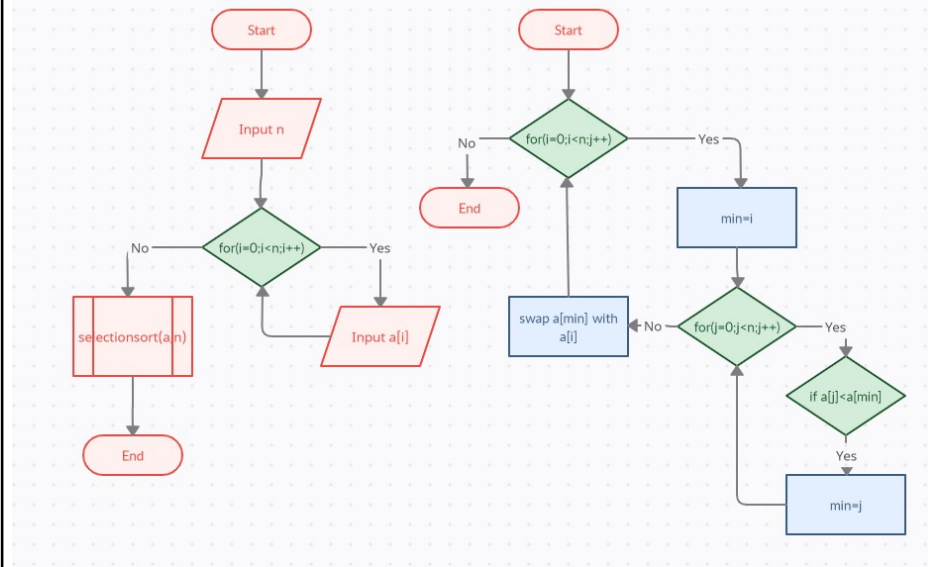 Start
Input n
for(i=0;i<n;i++)
No
Yes
selectionsort(a,n)
Input a[i]
End
Start
for(i=0;i<n;j++)
No
Yes
End
min=i
swap a[min] with
a[i]
No
for(j=0;j<n;j++)
Yes
if a[j]<a[min]
Yes
min=j